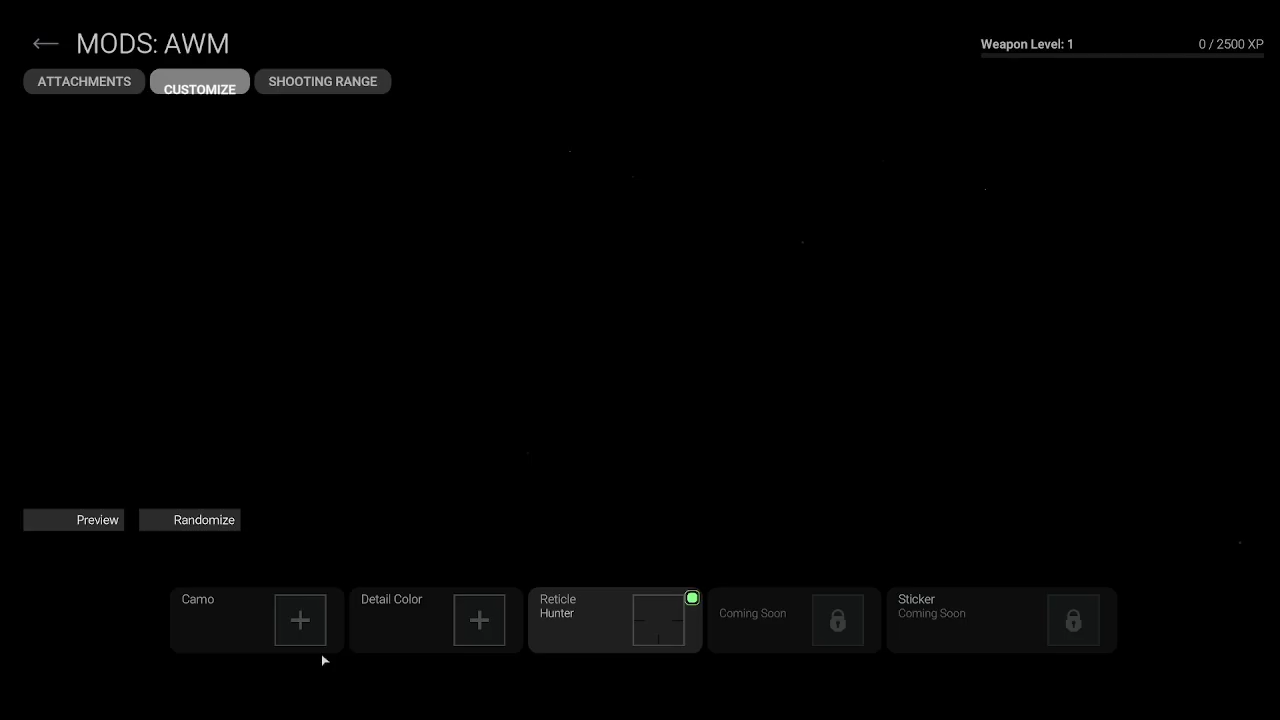 MODS: AWM
Weapon Level: 1
0 / 2500 XP
ATTACHMENTS
CUSTOMIZE
SHOOTING RANGE
Preview
Randomize
Camo
Detail Color
Reticle
Hunter
Coming Soon
Sticker
Coming Soon